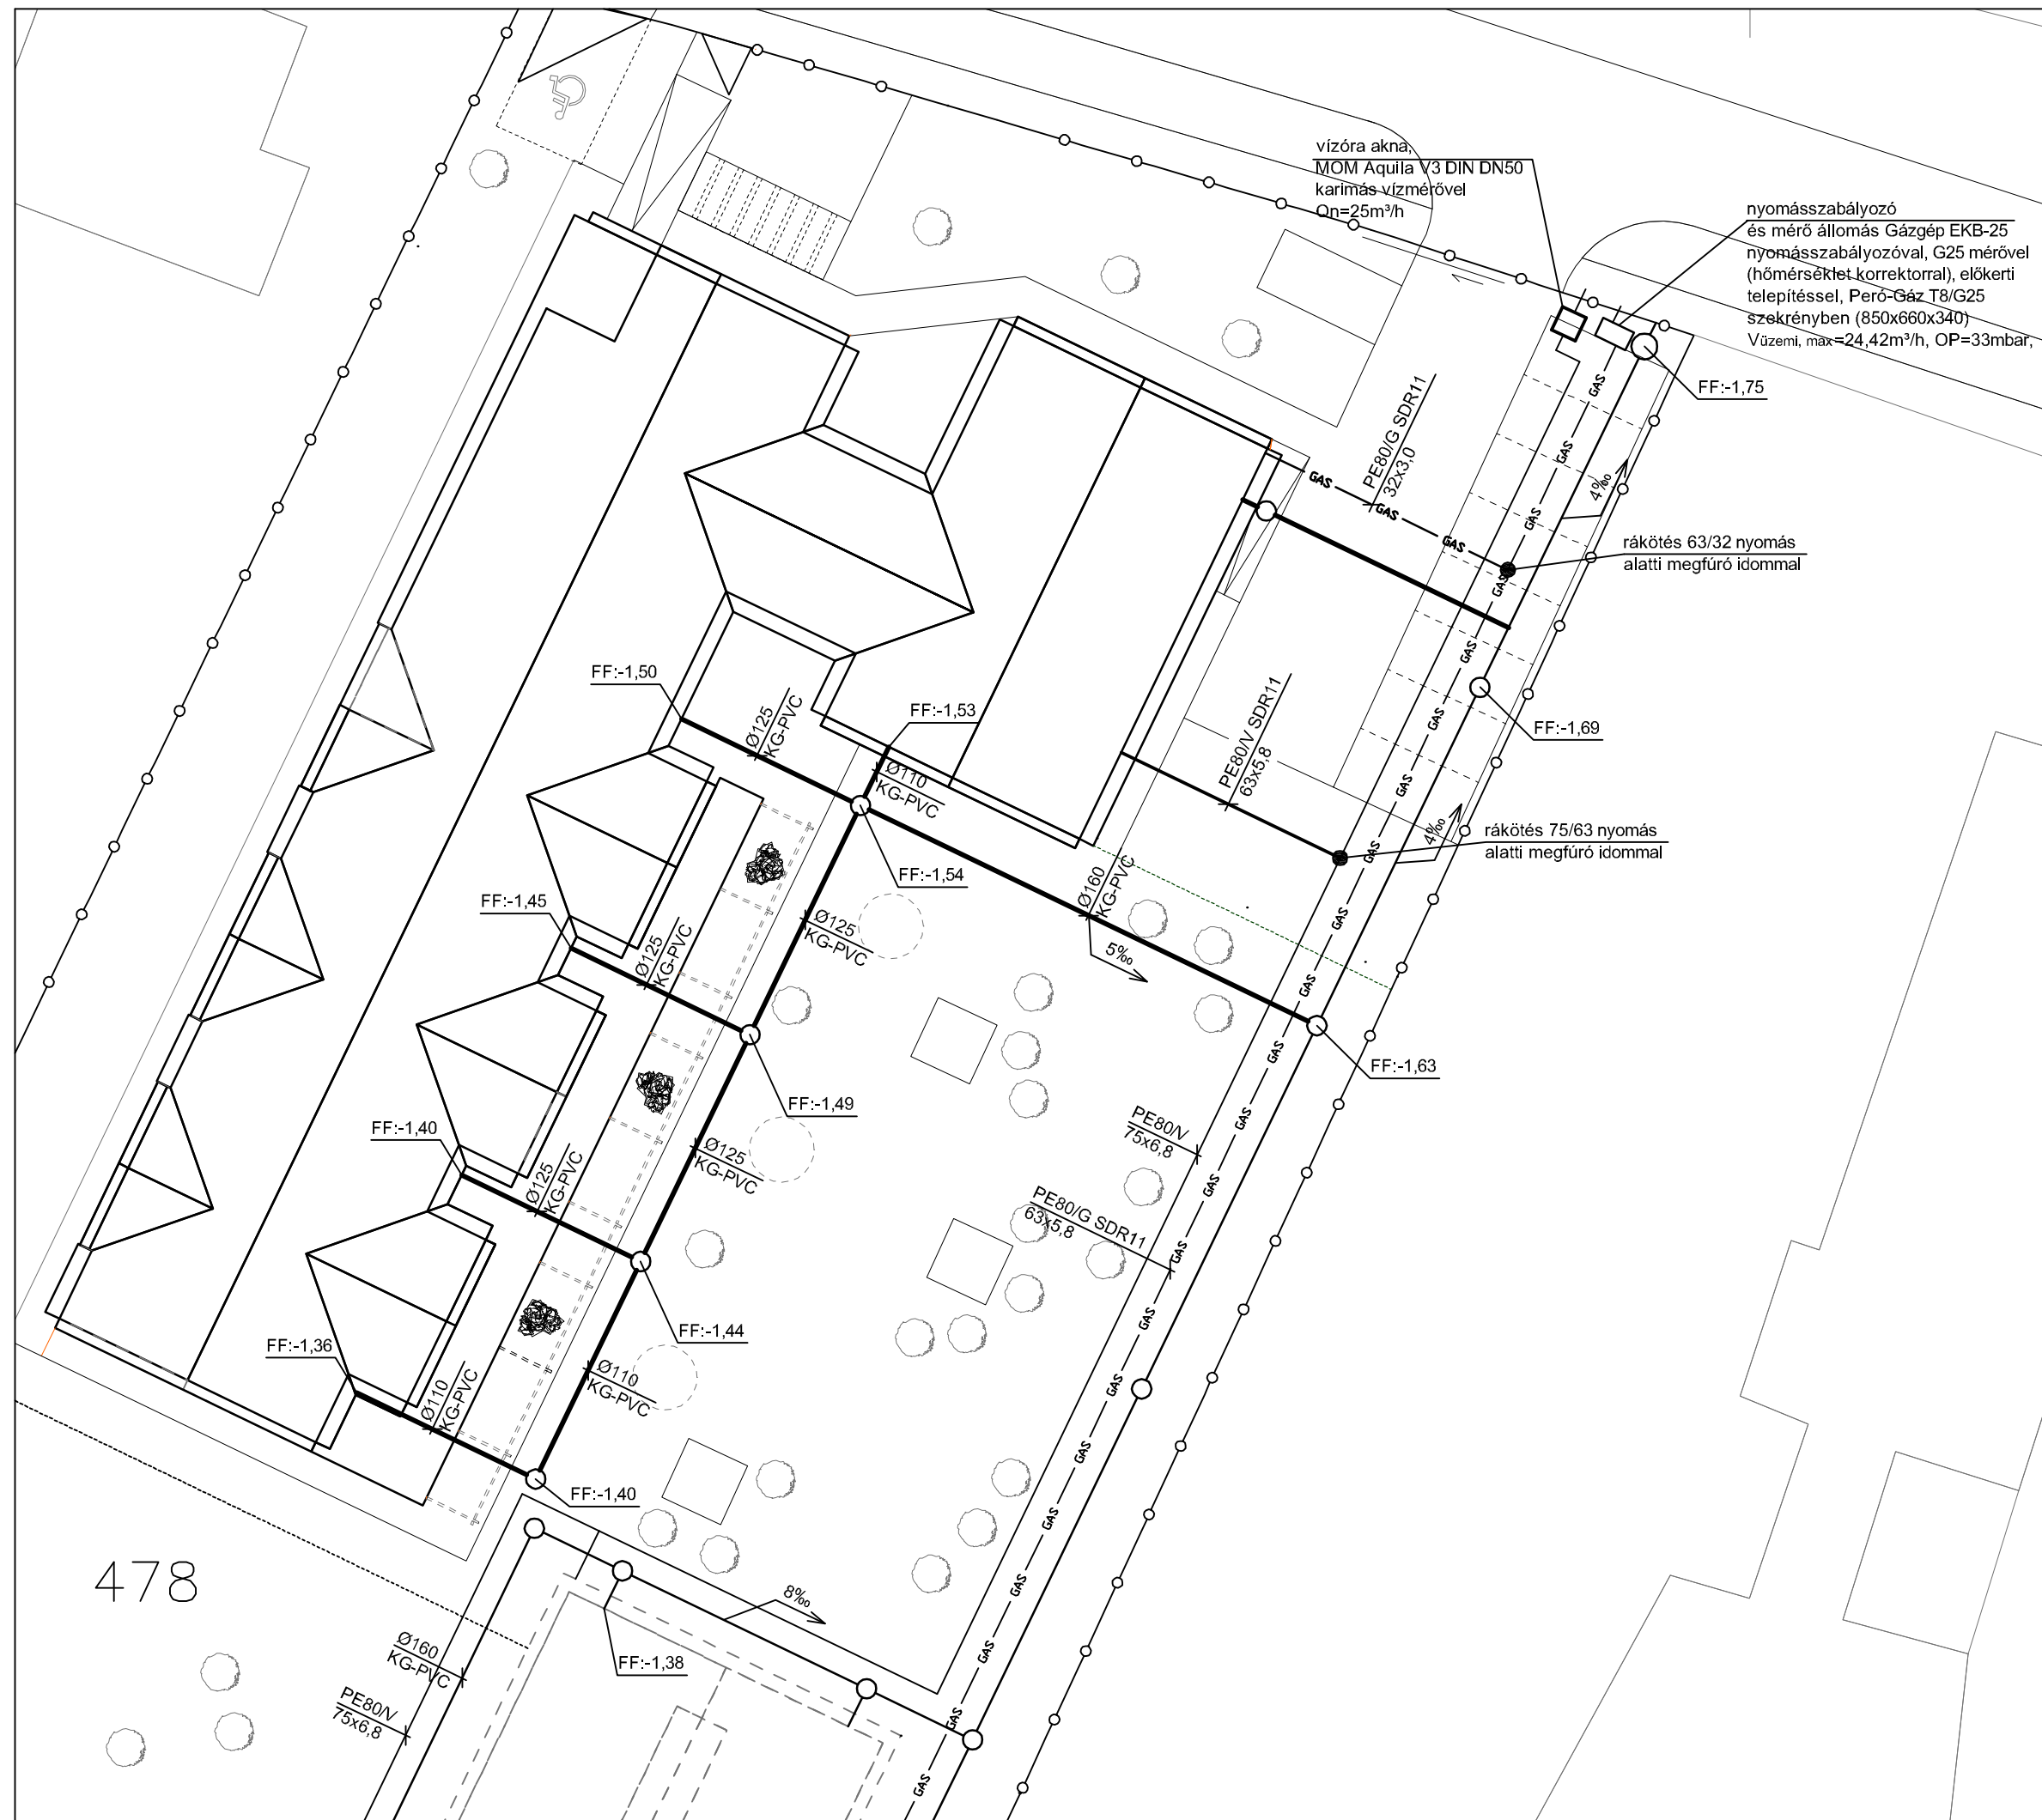 vízóra akna,
MOM Aquila V3 DIN DN50
karimás vízmérővel
Qn=25m³/h
nyomásszabályozó
és mérő állomás Gázgép EKB-25
nyomásszabályozóval, G25 mérővel
(hőmérséklet korrektorral), előkerti
telepítéssel, Peró-Gáz T8/G25
szekrényben (850x660x340)
Vüzemi, max=24,42m³/h, OP=33mbar,
FF:-1,75
PE80/G SDR11
32x3,0
GAS
GAS
GAS
GAS
GAS
GAS
GAS
4‰
rákötés 63/32 nyomás
alatti megfúró idommal
FF:-1,69
GAS
GAS
GAS
GAS
GAS
FF:-1,50
Ø125
KG-PVC
FF:-1,53
Ø110
KG-PVC
PE80/V SDR11
63x5,8
4‰
rákötés 75/63 nyomás
alatti megfúró idommal
FF:-1,54
FF:-1,45
Ø125
KG-PVC
Ø125
KG-PVC
Ø160
KG-PVC
5‰
GAS
GAS
GAS
GAS
GAS
FF:-1,63
FF:-1,49
FF:-1,40
Ø125
KG-PVC
Ø125
KG-PVC
PE80/V
75x6,8
PE80/G SDR11
63x5,8
GAS
GAS
GAS
GAS
FF:-1,44
FF:-1,36
Ø110
KG-PVC
Ø110
KG-PVC
FF:-1,40
GAS
GAS
GAS
GAS
GAS
GAS
478
8‰
FF:-1,38
Ø160
KG-PVC
PE80/V
75x6,8